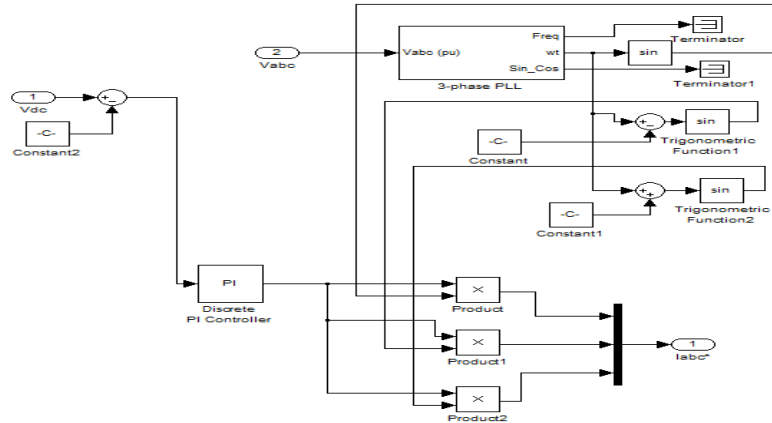 Freq
Terminator
2
Vabc
Vabc (pu)
wt
sin
Sin_Cos
Terminator1
3-phase PLL
1
Vdc
-C-
Constant2
-C-
Constant
sin
Trigonometric
Function1
-C-
Constant1
sin
Trigonometric
Function2
PI
Discrete
PI Controller
Product
Product1
Product2
1
Iabc*